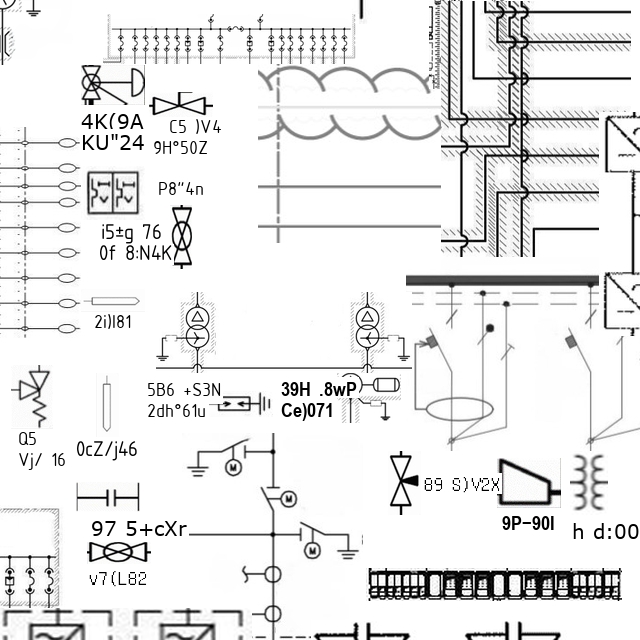 4K(9A
KU"24
C5 )V4
9H°50Z
P8"4n
i5±g 76
0f 8:N4K
2i)I81
5B6 +S3N
2dh°61u
39H .8wP
Ce)071
Q5
Vj/ 16
0cZ/j46
89 S)V2X
9P-90I
h d:00
97 5+cXr
v7(L82
M
M
M